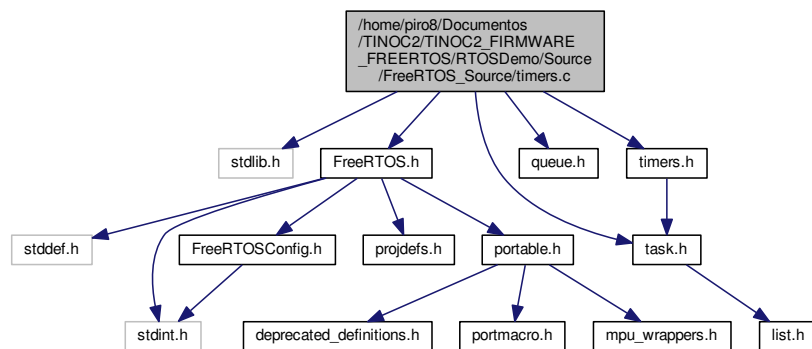 /home/piro8/Documentos
/TINOC2/TINOC2_FIRMWARE
_FREERTOS/RTOSDemo/Source
/FreeRTOS_Source/timers.c
stdlib.h
FreeRTOS.h
queue.h
timers.h
stddef.h
FreeRTOSConfig.h
projdefs.h
portable.h
task.h
stdint.h
deprecated_definitions.h
portmacro.h
mpu_wrappers.h
list.h